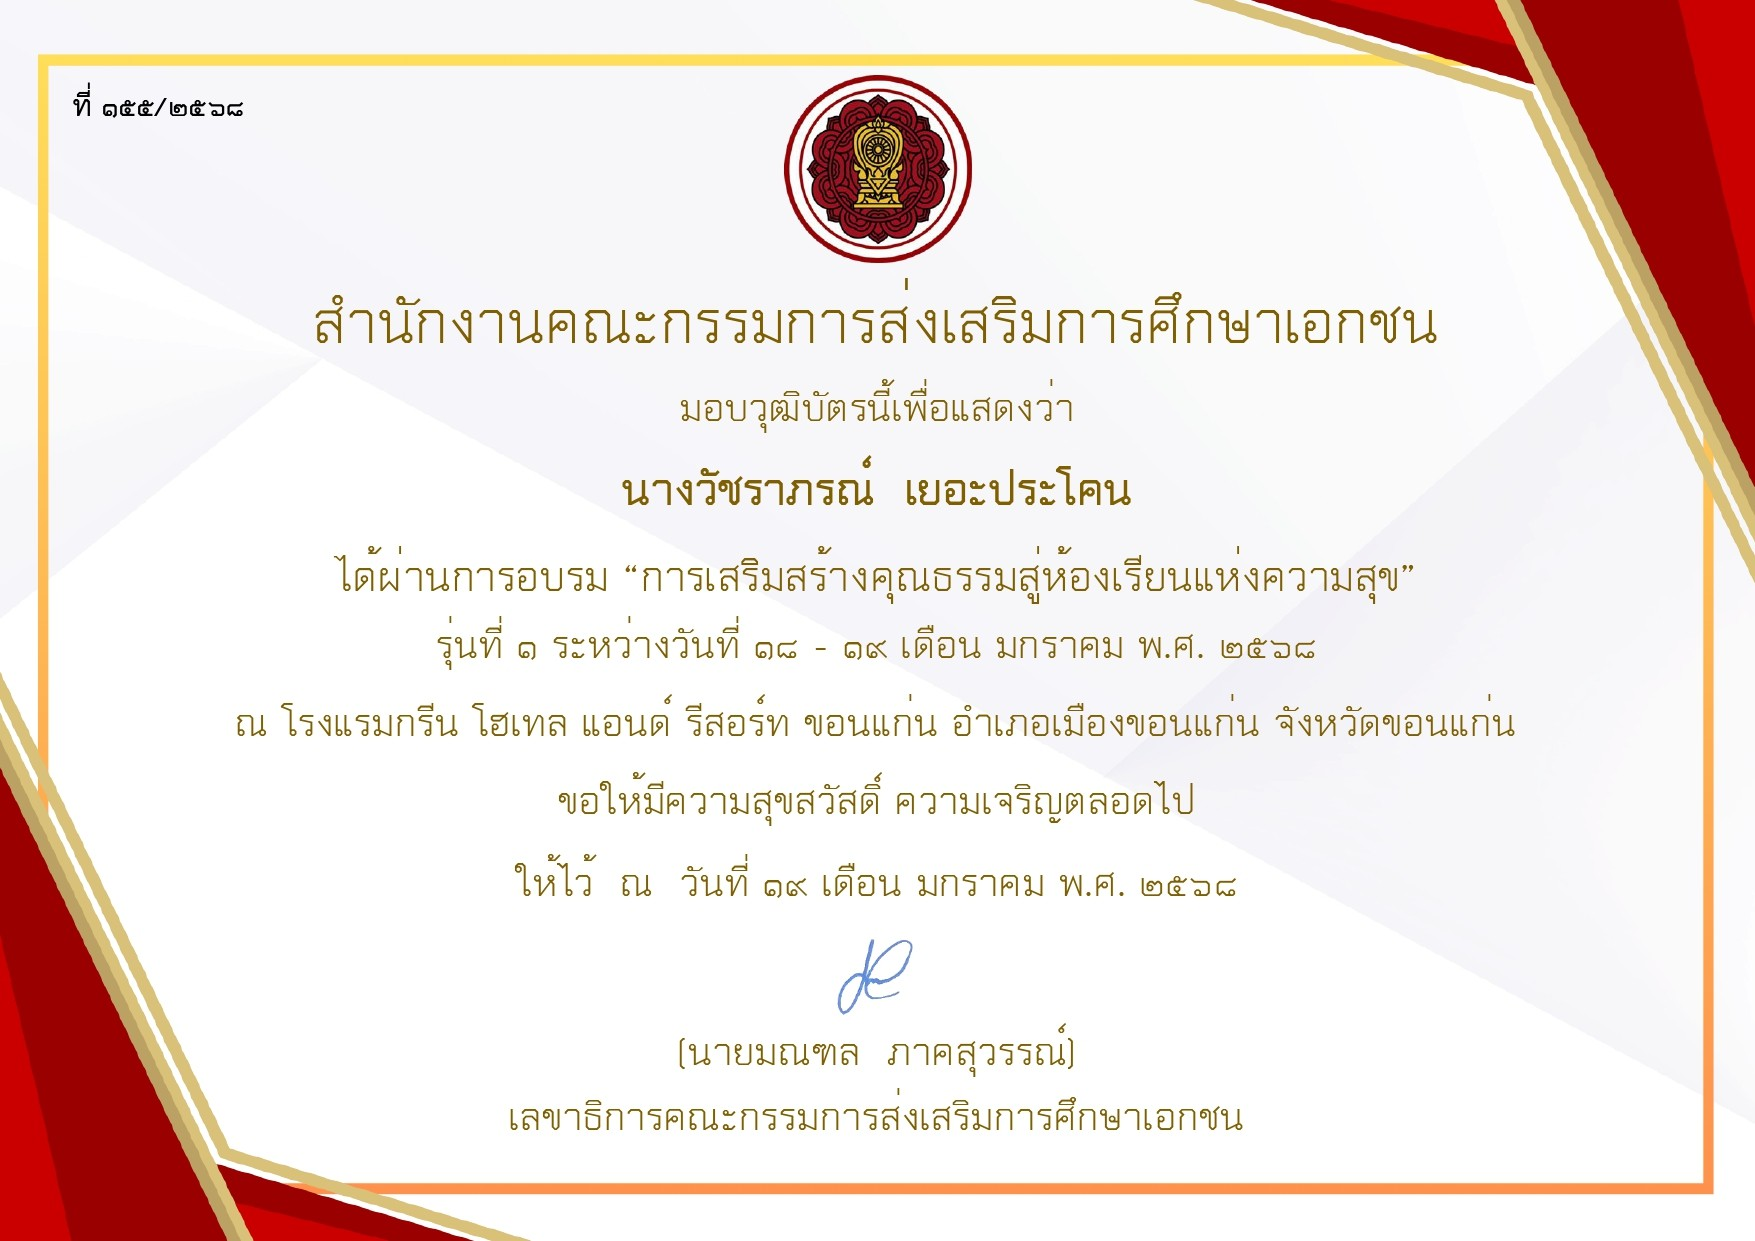 ที่ ๑๕๕/๒๕๖๘
สำนักงานคณะกรรมการส่งเสริมการศึกษาเอกชน
มอบวุฒิบัตรนี้เพื่อแสดงว่า
นางวัชราภรณ์ เยอะประโคน
ได้ผ่านการอบรม “การเสริมสร้างคุณธรรมสู่ห้องเรียนแห่งความสุข”
รุ่นที่ ๑ ระหว่างวันที่ ๑๘ - ๑๙ เดือน มกราคม พ.ศ. ๒๕๖๘
ณ โรงแรมกรีน โฮเทล แอนด์ รีสอร์ท ขอนแก่น อำเภอเมืองขอนแก่น จังหวัดขอนแก่น
ขอให้มีความสุขสวัสดิ์ ความเจริญตลอดไป
ให้ไว้ ณ วันที่ ๑๙ เดือน มกราคม พ.ศ. ๒๕๖๘
(นายมณฑล ภาคสุวรรณ์)
เลขาธิการคณะกรรมการส่งเสริมการศึกษาเอกชน